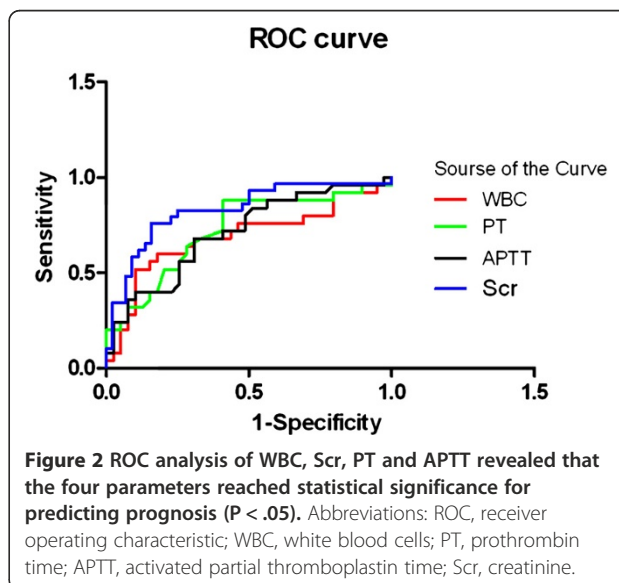 ROC curve
1.5
1.0
0.5
0.0
Sensitivity
0.0
0.5
1.0
1.5
1-Specificity
Sourse of the Curve
WBC
PT
APTT
Scr
Figure 2 ROC analysis of WBC, Scr, PT and APTT revealed that
the four parameters reached statistical significance for
predicting prognosis (P < .05). Abbreviations: ROC, receiver
operating characteristic; WBC, white blood cells; PT, prothrombin
time; APTT, activated partial thromboplastin time; Scr, creatinine.